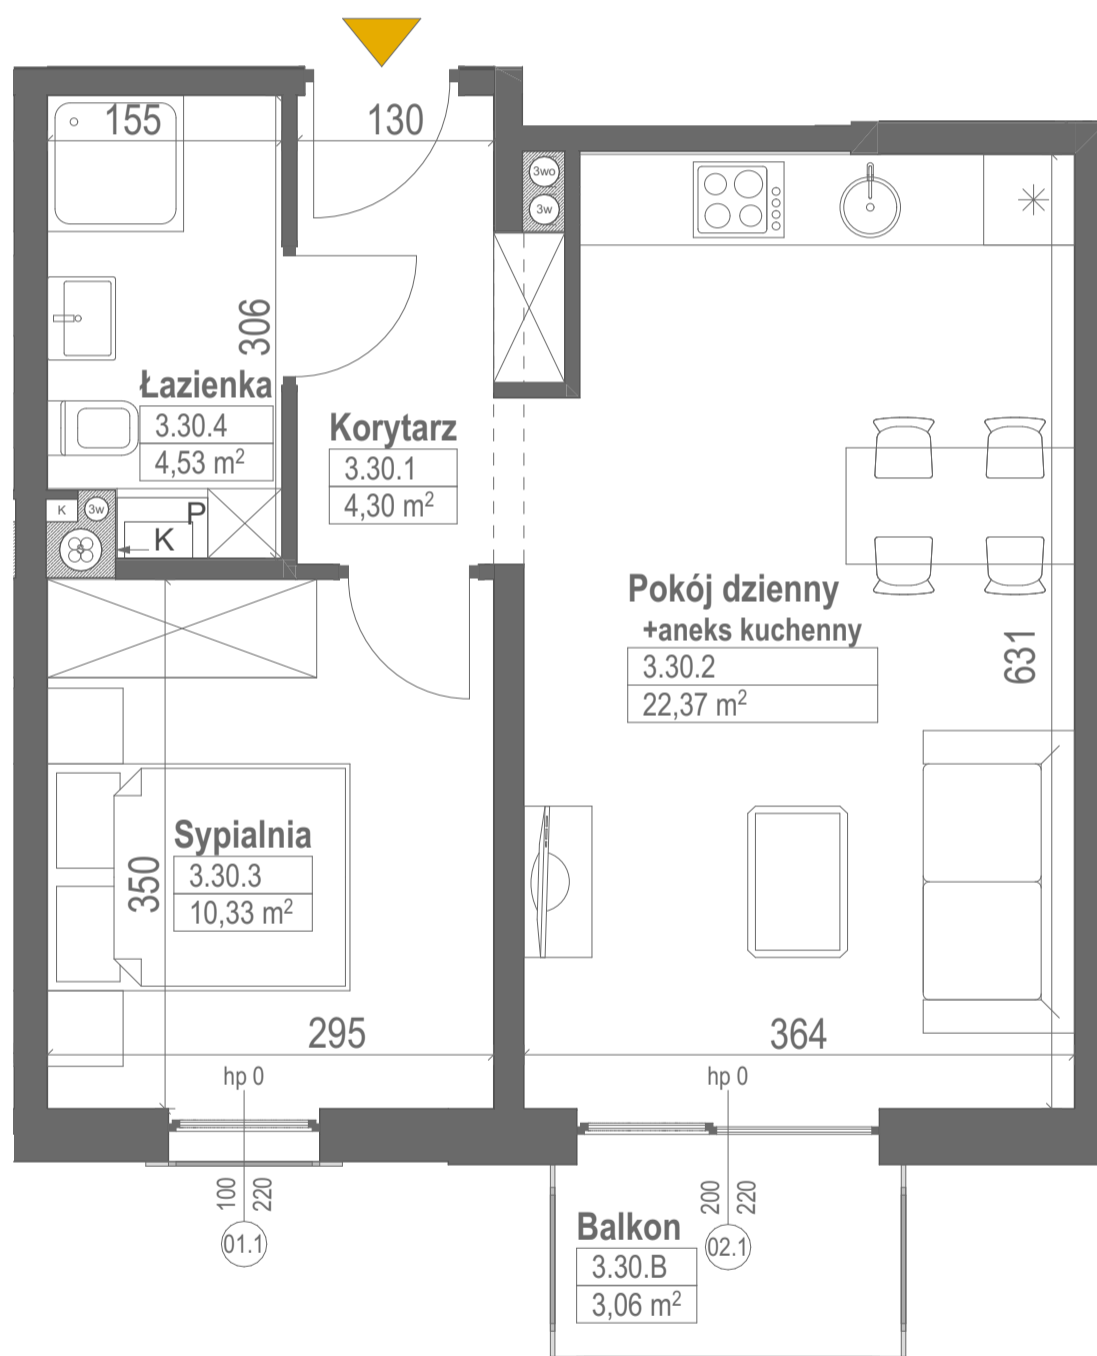 155
130
3wo
3w
306
Łazienka
3.30.4
4,53 m²
Korytarz
3.30.1
4,30 m²
K
3w
P
K
Pokój dzienny
+aneks kuchenny
3.30.2
22,37 m²
631
Sypialnia
3.30.3
10,33 m²
350
295
364
hp 0
hp 0
100
220
01.1
200
220
02.1
Balkon
3.30.B
3,06 m²